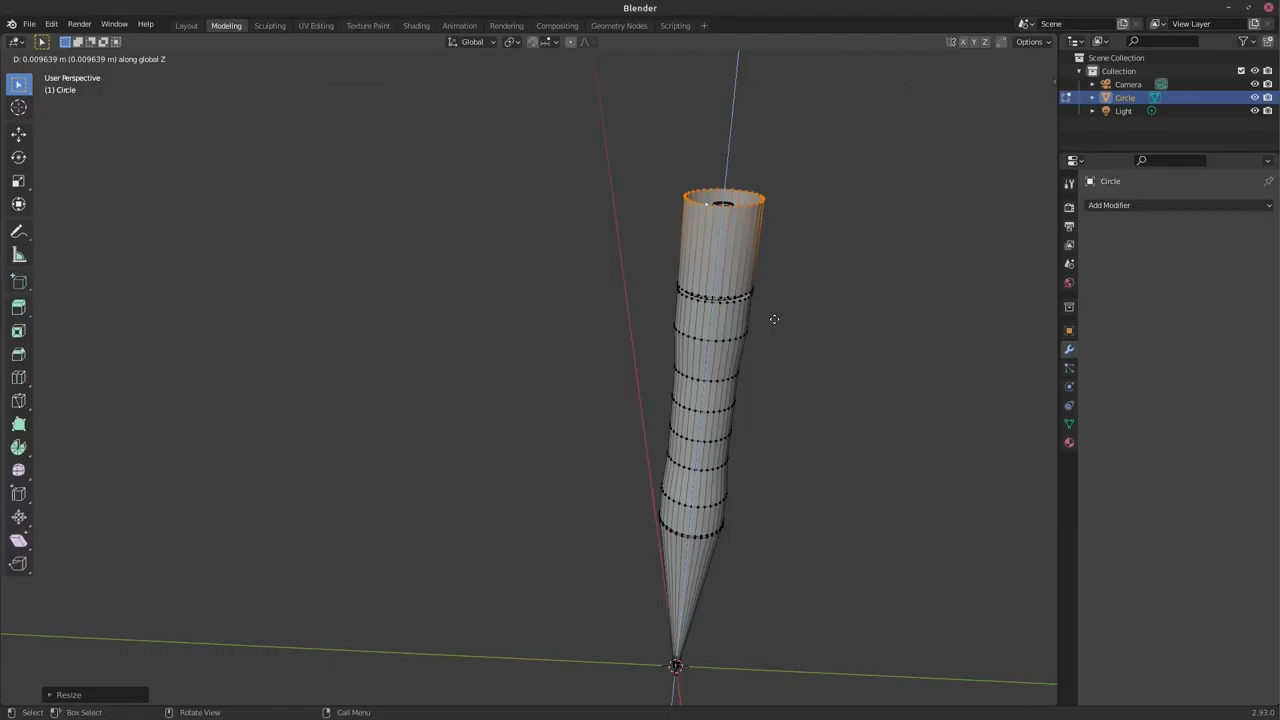 Blender
File Edit Render Window Help Layout Modeling Sculpting UV Editing Texture Paint Shading Animation Rendering Compositing Geometry Nodes Scripting + Scene View Layer
Global X Y Z Options
D: 0.009639 m (0.009639 m) along global Z
User Perspective
(1) Circle
Scene Collection
Collection
Camera
Circle
Light
Circle
Add Modifier
Resize
Select Box Select Rotate View Call Menu 2.93.0